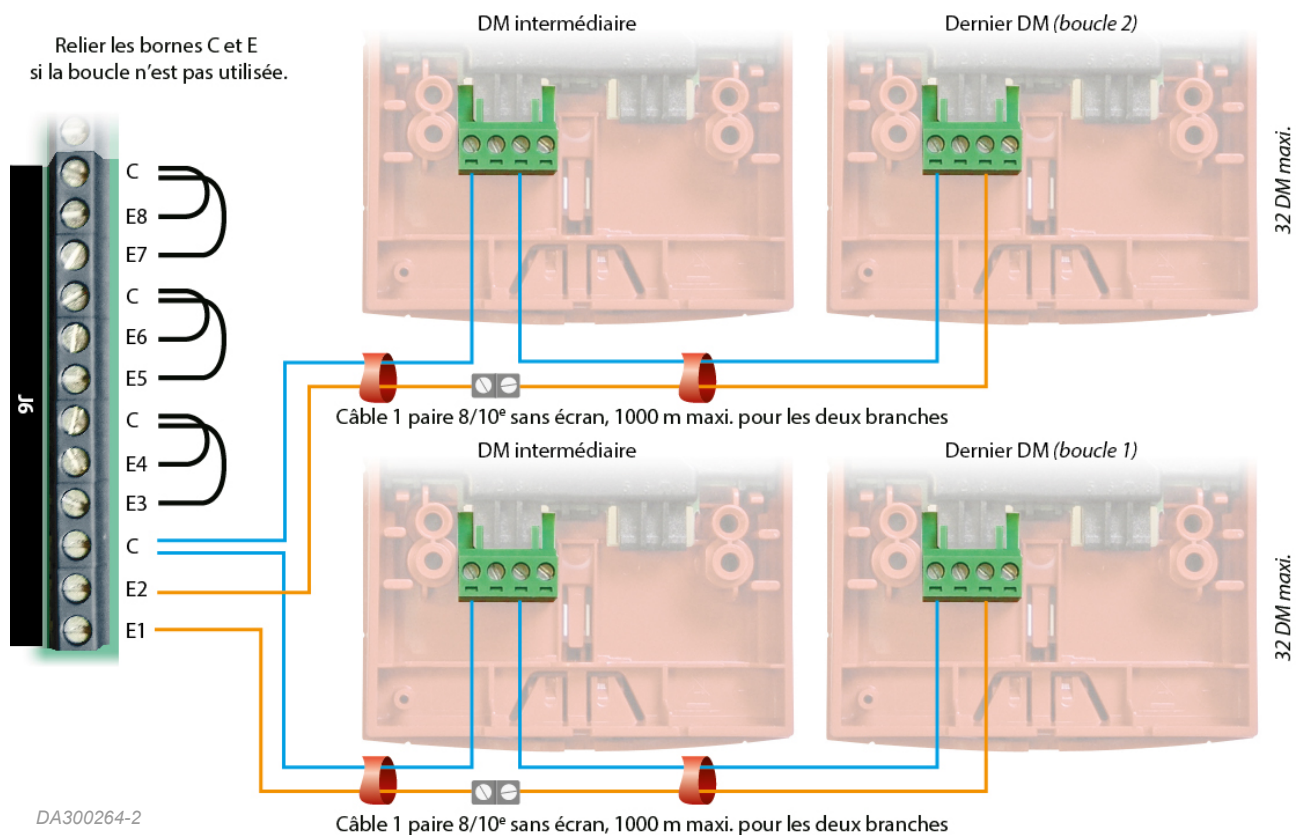 Relier les bornes C et E
si la boucle n'est pas utilisée.
DM intermédiaire
Dernier DM (boucle 2)
32 DM maxi.
J6
C
E8
E7
C
E6
E5
C
E4
E3
C
E2
E1
Câble 1 paire 8/10e sans écran, 1000 m maxi. pour les deux branches
DM intermédiaire
Dernier DM (boucle 1)
32 DM maxi.
Câble 1 paire 8/10e sans écran, 1000 m maxi. pour les deux branches
DA300264-2